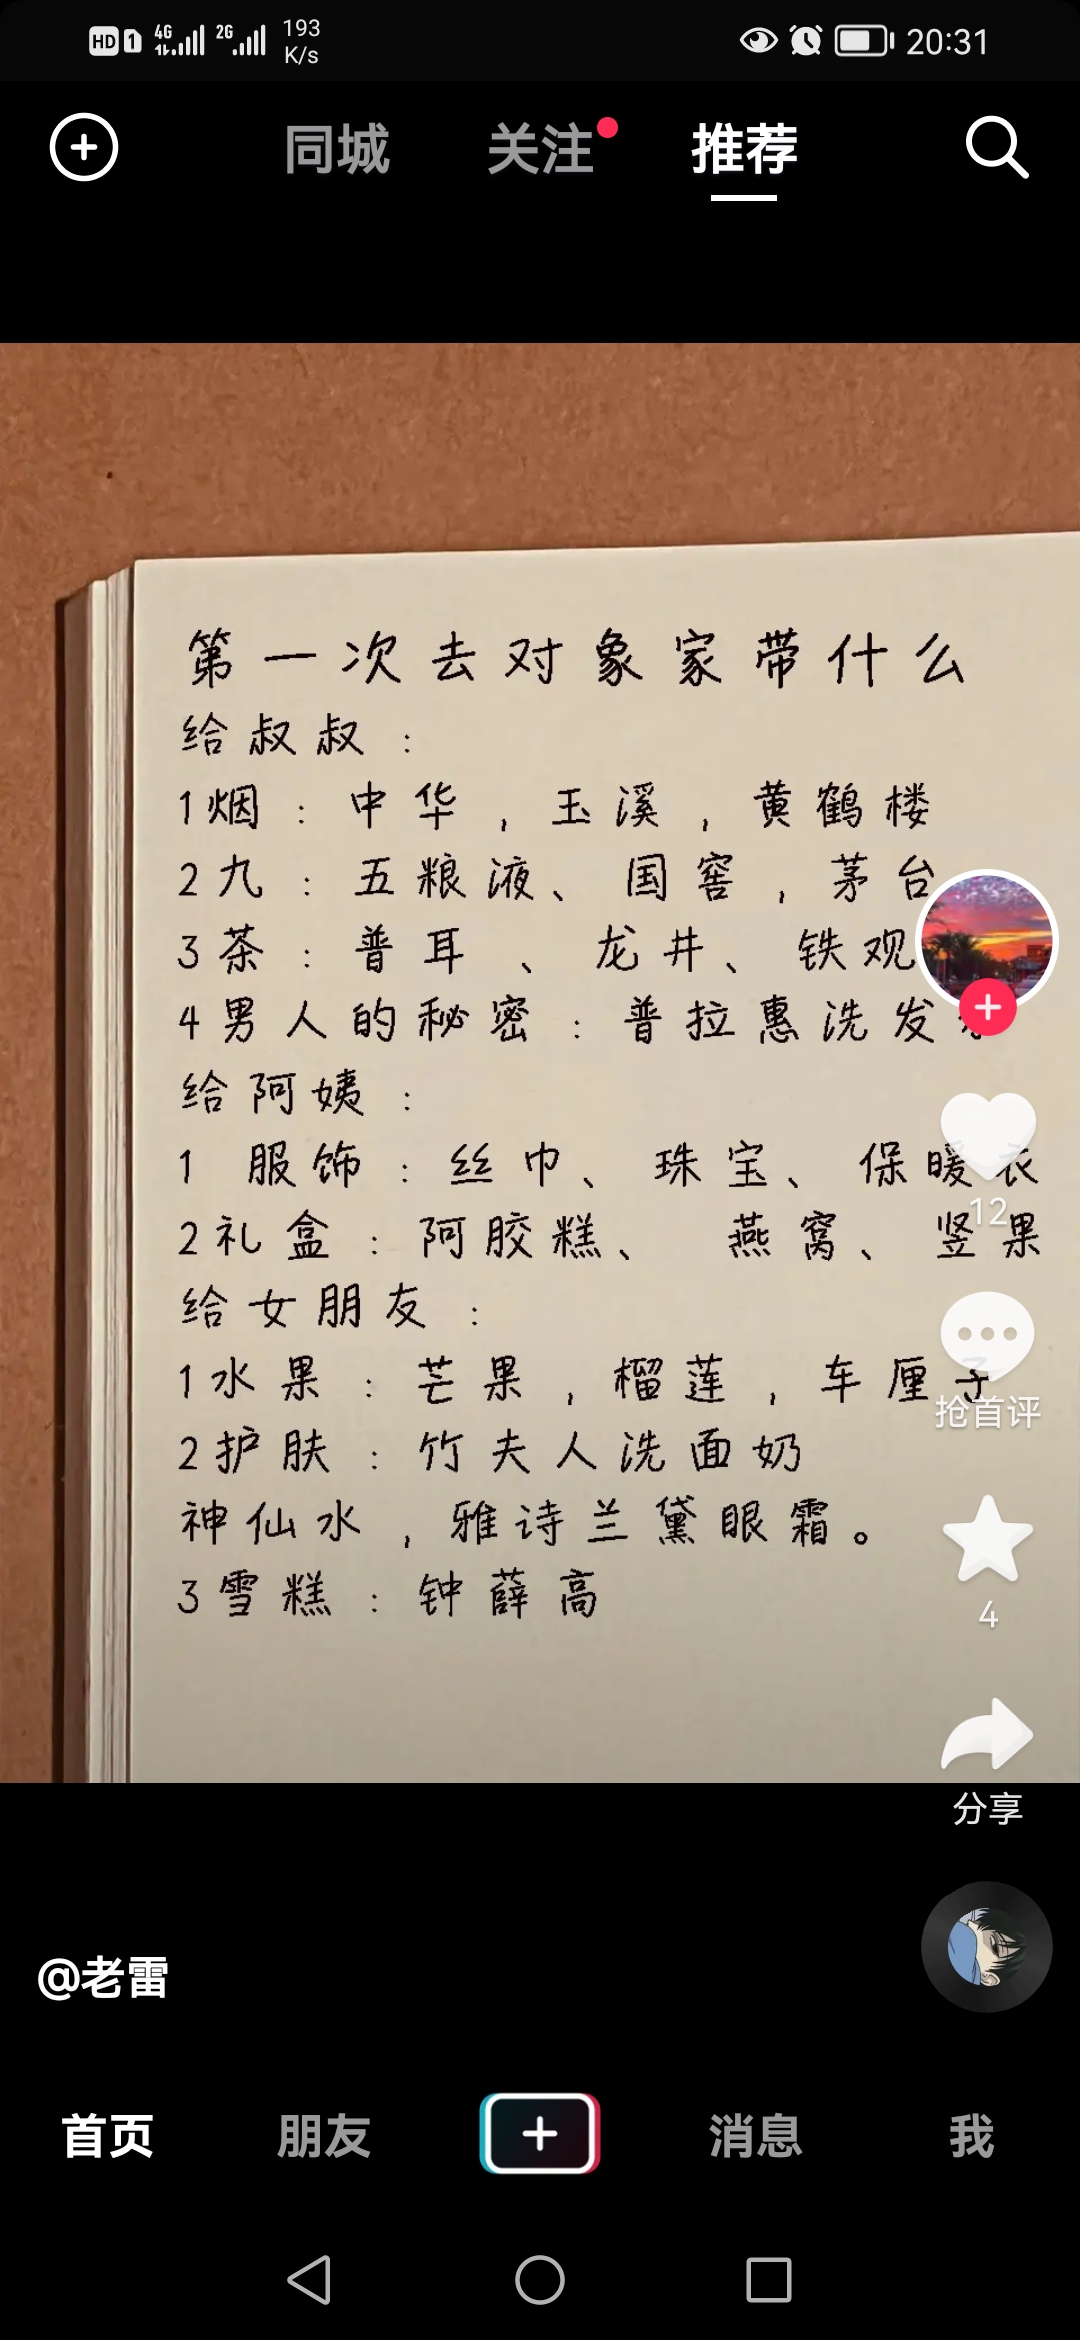 HD 1 4G 2G 193 K/s 20:31
同城 关注 推荐
第一次去对象家带什么
给叔叔：
1烟：中华，玉溪，黄鹤楼
2九：五粮液、国窖，茅台
3茶：普耳、龙井、铁观
4男人的秘密：普拉惠洗发
给阿姨：
1 服饰：丝巾、珠宝、保暖衣
12
2礼盒：阿胶糕、燕窝、竖果
给女朋友：
1水果：芒果，榴莲，车厘子
抢首评
2护肤：竹夫人洗面奶
神仙水，雅诗兰黛眼霜。
3雪糕：钟薛高
4
分享
@老雷
首页 朋友 消息 我